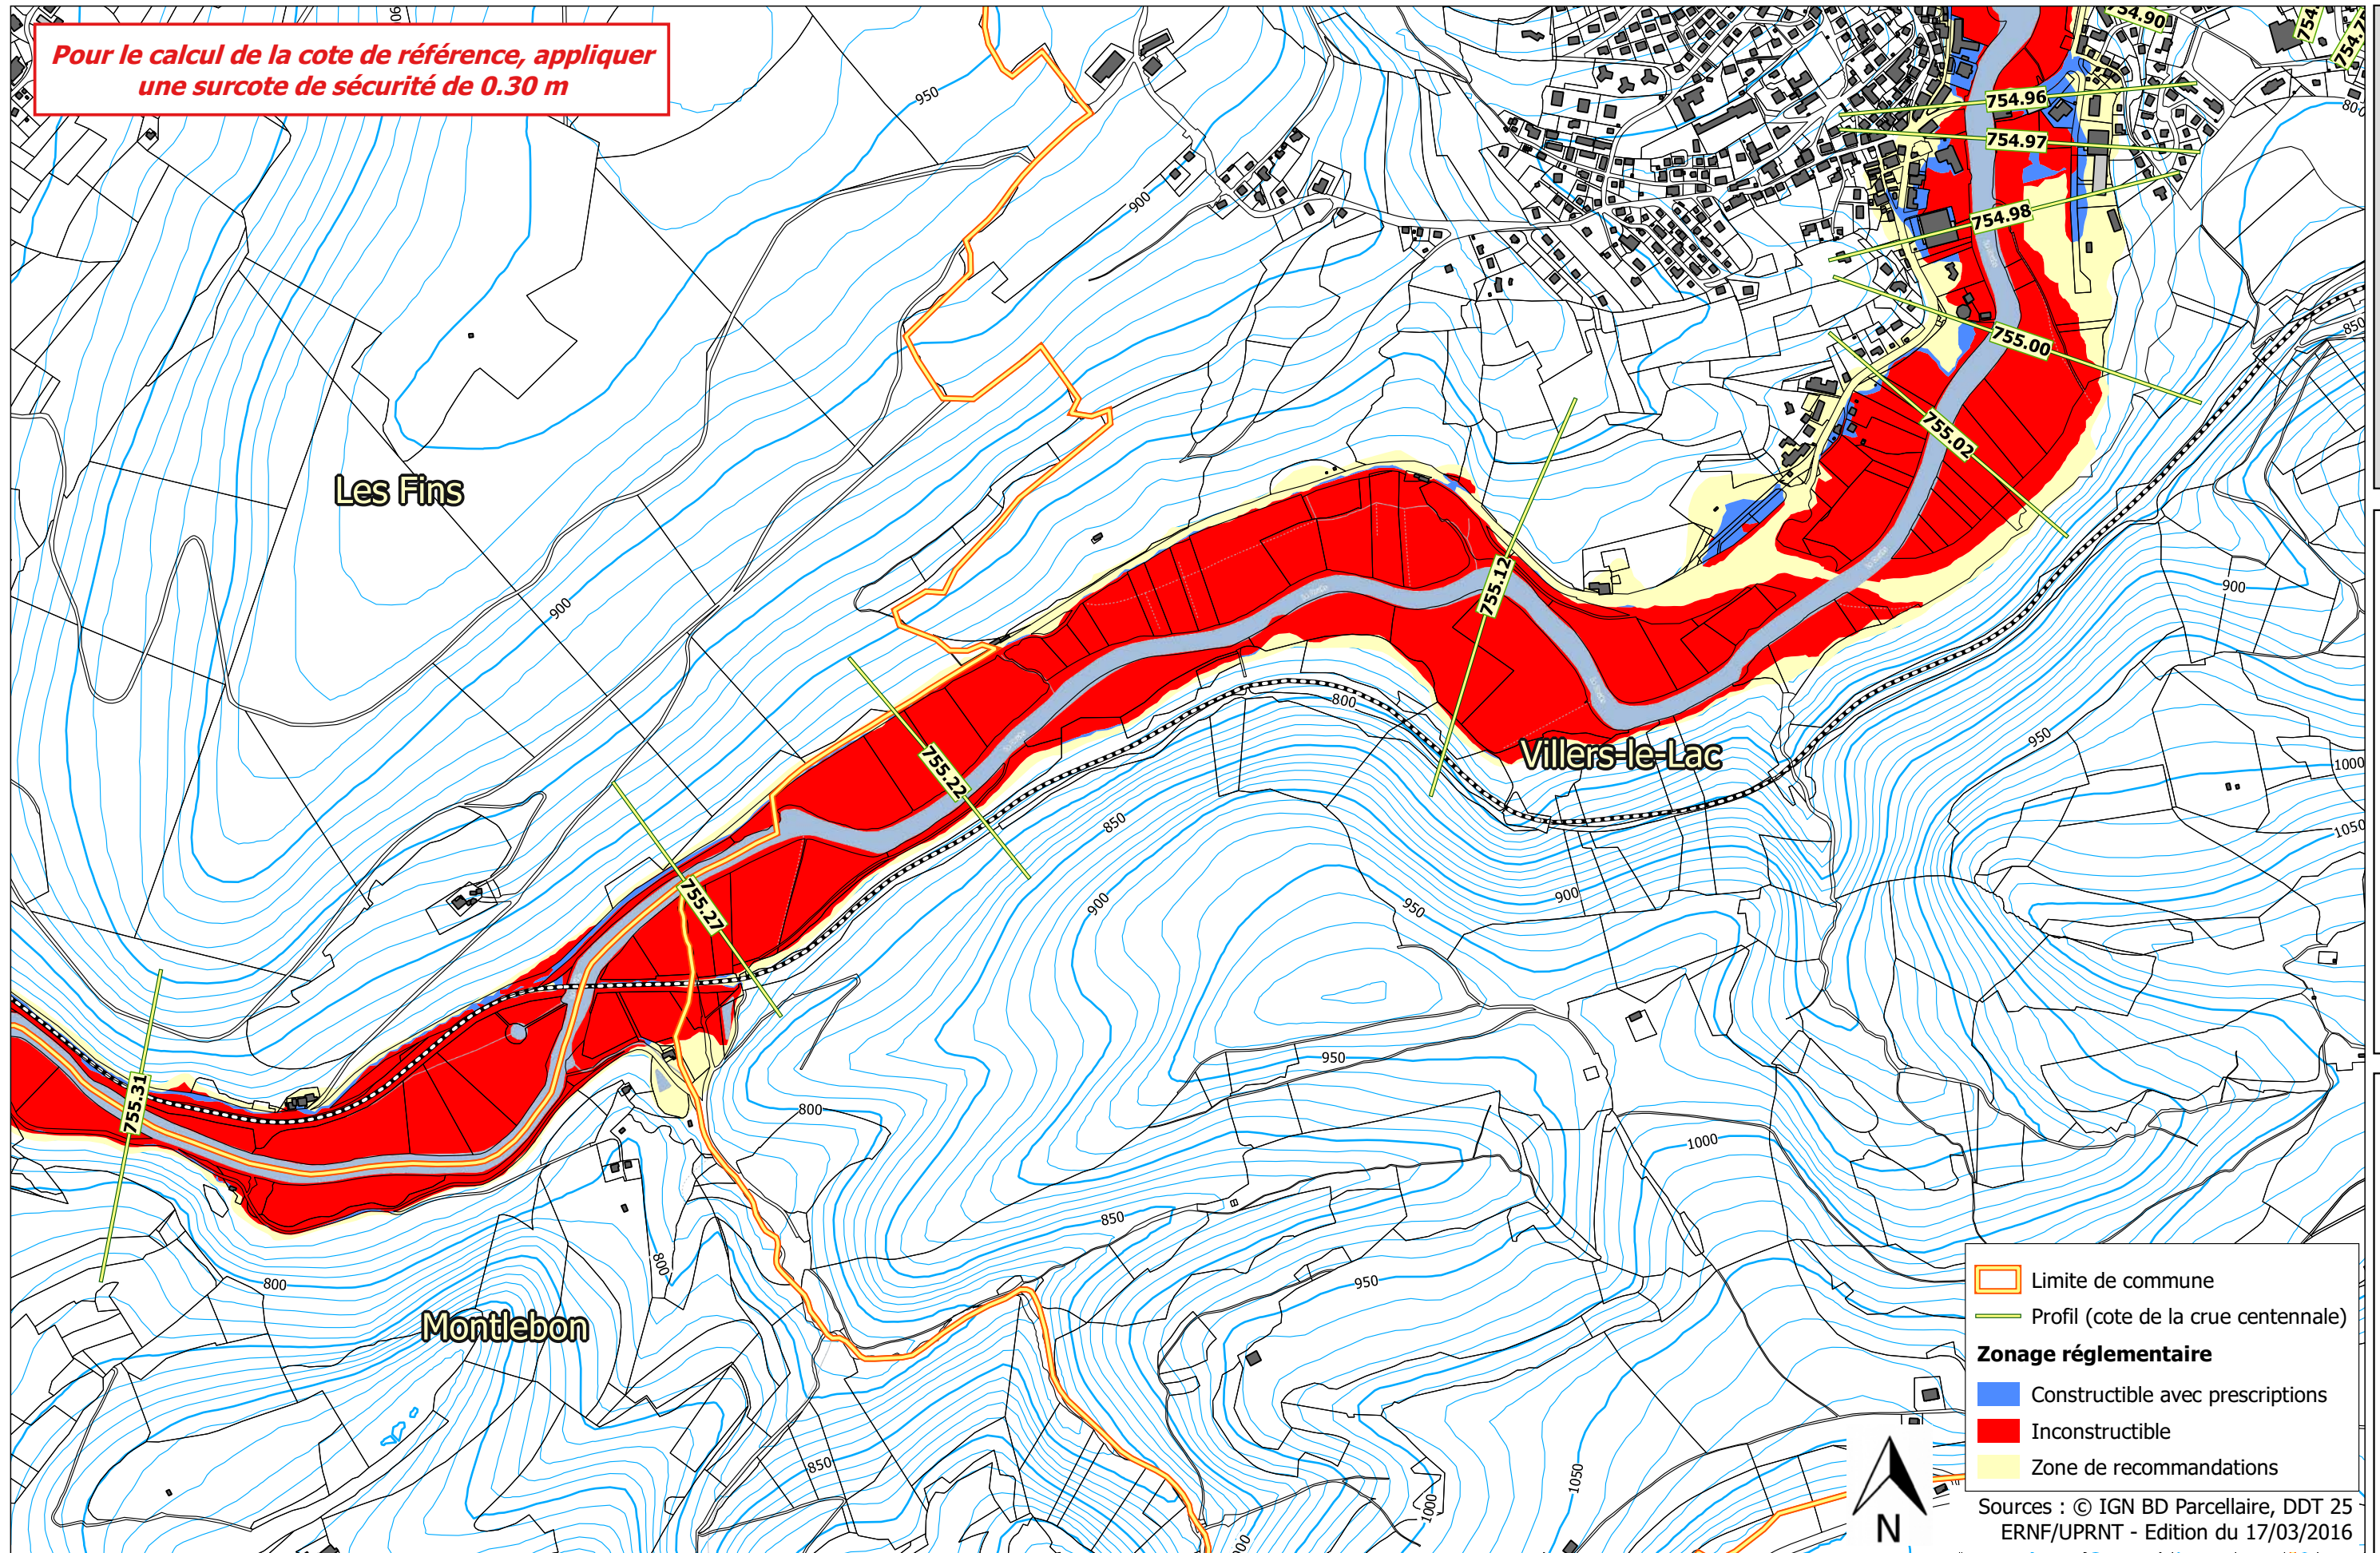 Pour le calcul de la cote de référence, appliquer
une surcote de sécurité de 0.30 m
950
900
754.90
754.96
754.97
754.98
755.00
755.02
850
Les Fins
900
755.12
900
800
Villers-le-Lac
950
1000
1050
755.22
850
755.27
900
950
900
755.31
950
800
1000
850
800
800
950
Montlebon
850
1000
1050
Limite de commune
Profil (cote de la crue centennale)
Zonage réglementaire
Constructible avec prescriptions
Inconstructible
Zone de recommandations
N
Sources : © IGN BD Parcellaire, DDT 25
ERNF/UPRNT - Edition du 17/03/2016